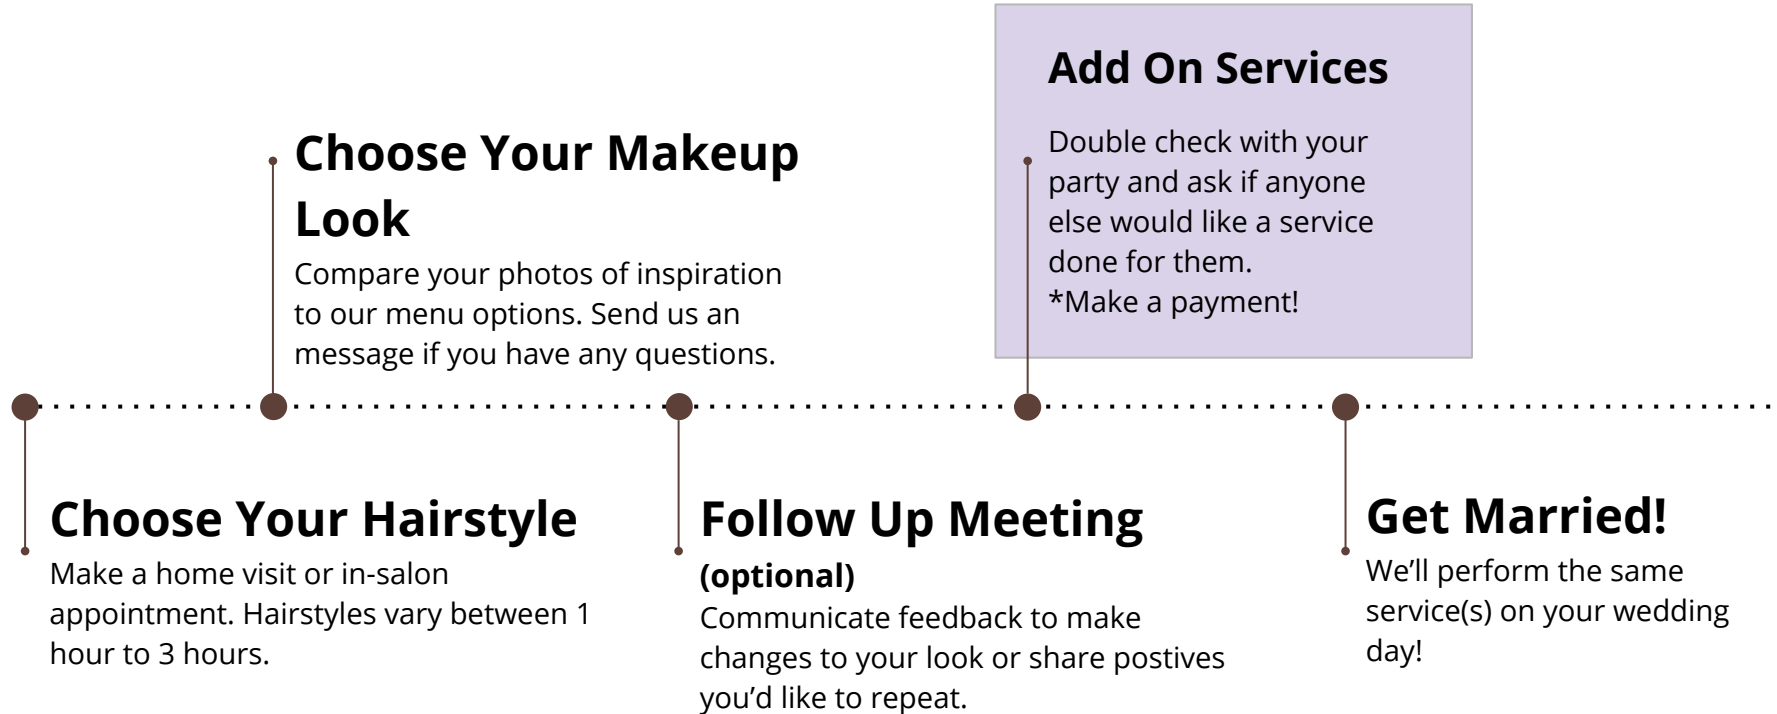 Choose Your Hairstyle
Make a home visit or in-salon
appointment. Hairstyles vary between 1
hour to 3 hours.
Choose Your Makeup
Look
Compare your photos of inspiration
to our menu options. Send us an
message if you have any questions.
Follow Up Meeting
(optional)
Communicate feedback to make
changes to your look or share postives
you’d like to repeat.
Add On Services
Double check with your
party and ask if anyone
else would like a service
done for them.
*Make a payment!
Get Married!
We’ll perform the same
service(s) on your wedding
day!